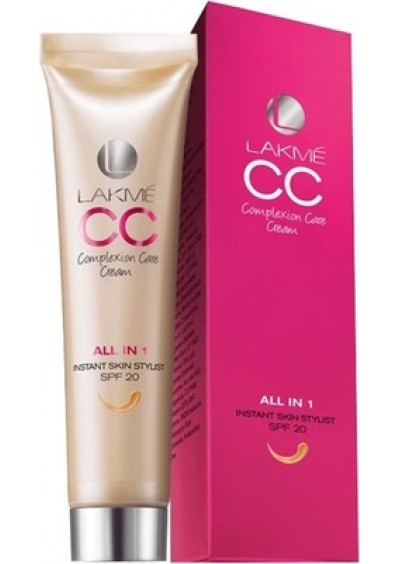 LAKMÉ
CC
Complexion Care
Cream
ALL IN 1
INSTANT SKIN STYLIST
SPF 20
L
LAKMÉ
CC
Complexion Care
Cream
ALL IN 1
INSTANT SKIN STYLIST
SPF 20